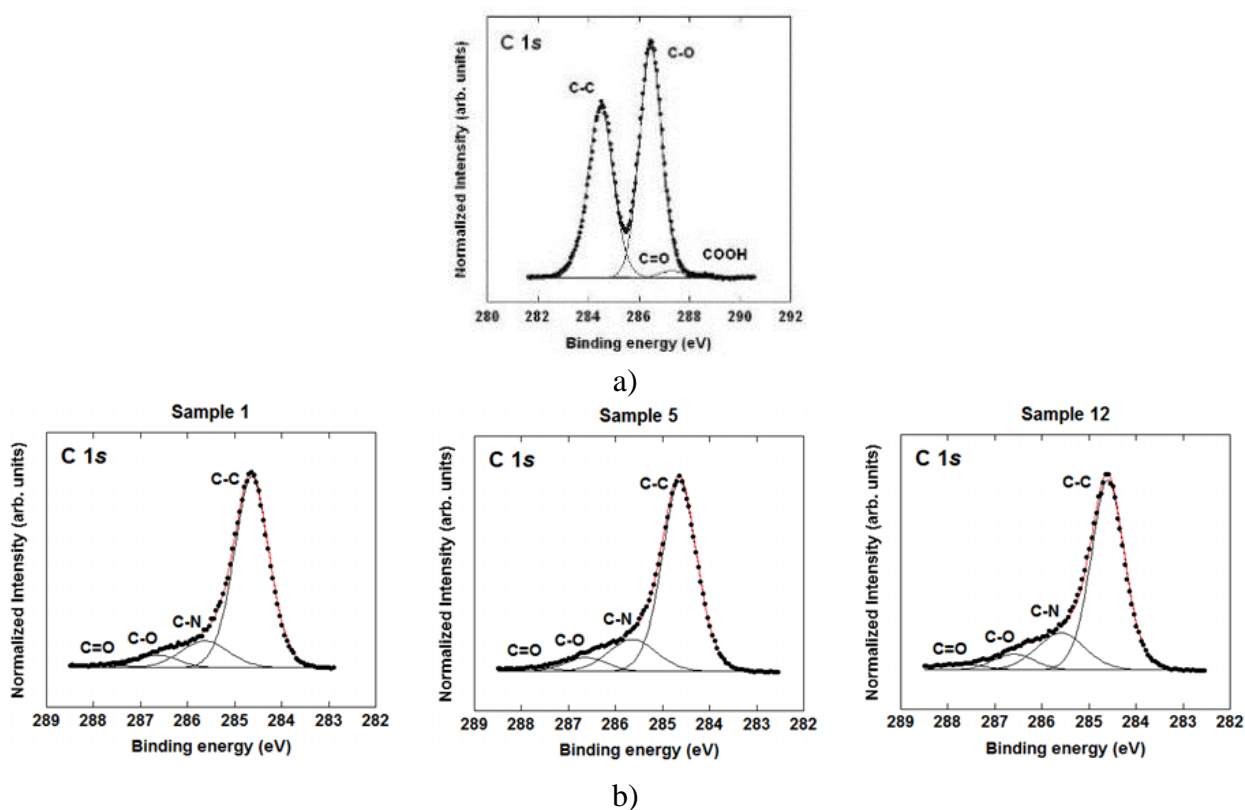 C 1s
C-O
C-C
C=O
COOH
Normalized Intensity (arb. units)
280 282 284 286 288 290 292
Binding energy (eV)
a)
Sample 1
C 1s
C-C
C-N
C-O
C=O
Normalized Intensity (arb. units)
289 288 287 286 285 284 283 282
Binding energy (eV)
Sample 5
C 1s
C-C
C-N
C-O
C=O
Normalized Intensity (arb. units)
289 288 287 286 285 284 283 282
Binding energy (eV)
Sample 12
C 1s
C-C
C-N
C-O
C=O
Normalized Intensity (arb. units)
289 288 287 286 285 284 283 282
Binding energy (eV)
b)